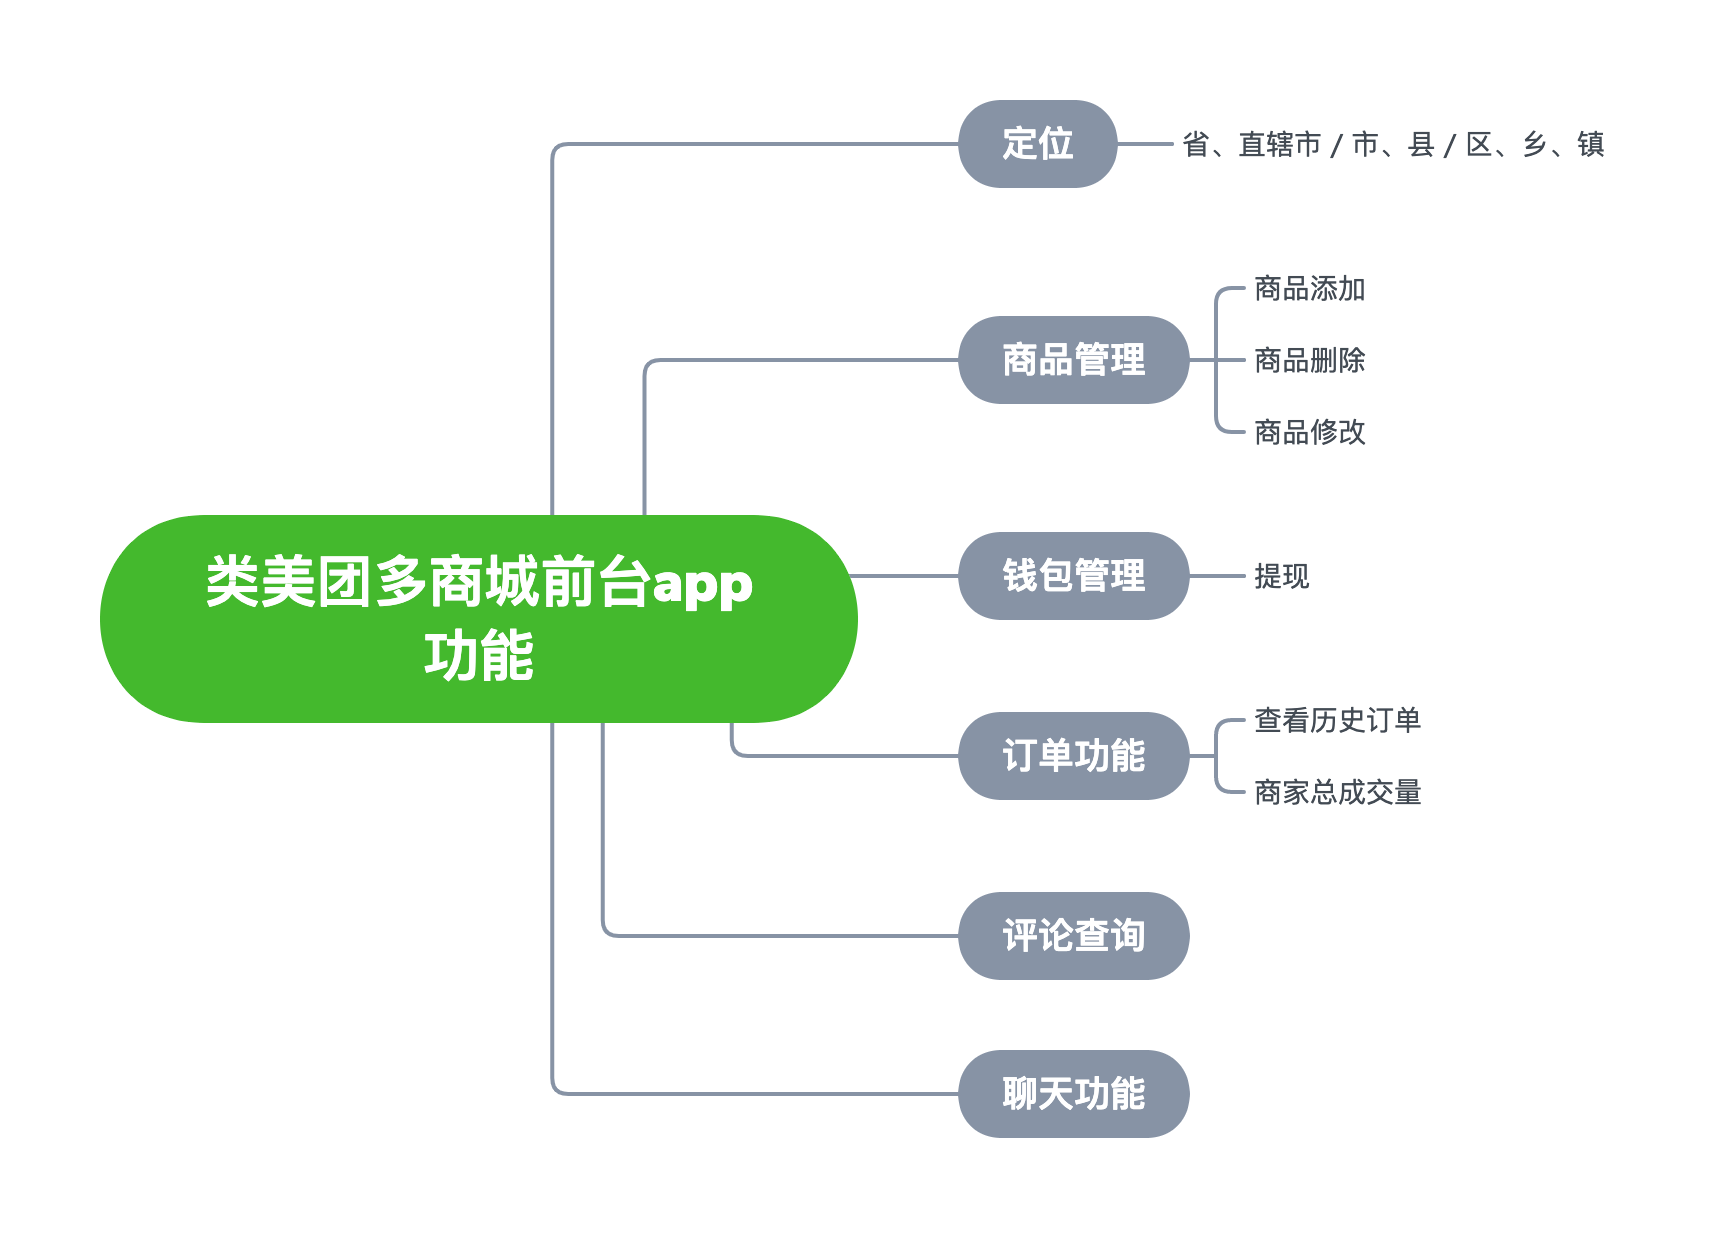 定位
省、直辖市 / 市、县 / 区、乡、镇
商品管理
商品添加
商品删除
商品修改
类美团多商城前台app
功能
钱包管理
提现
订单功能
查看历史订单
商家总成交量
评论查询
聊天功能